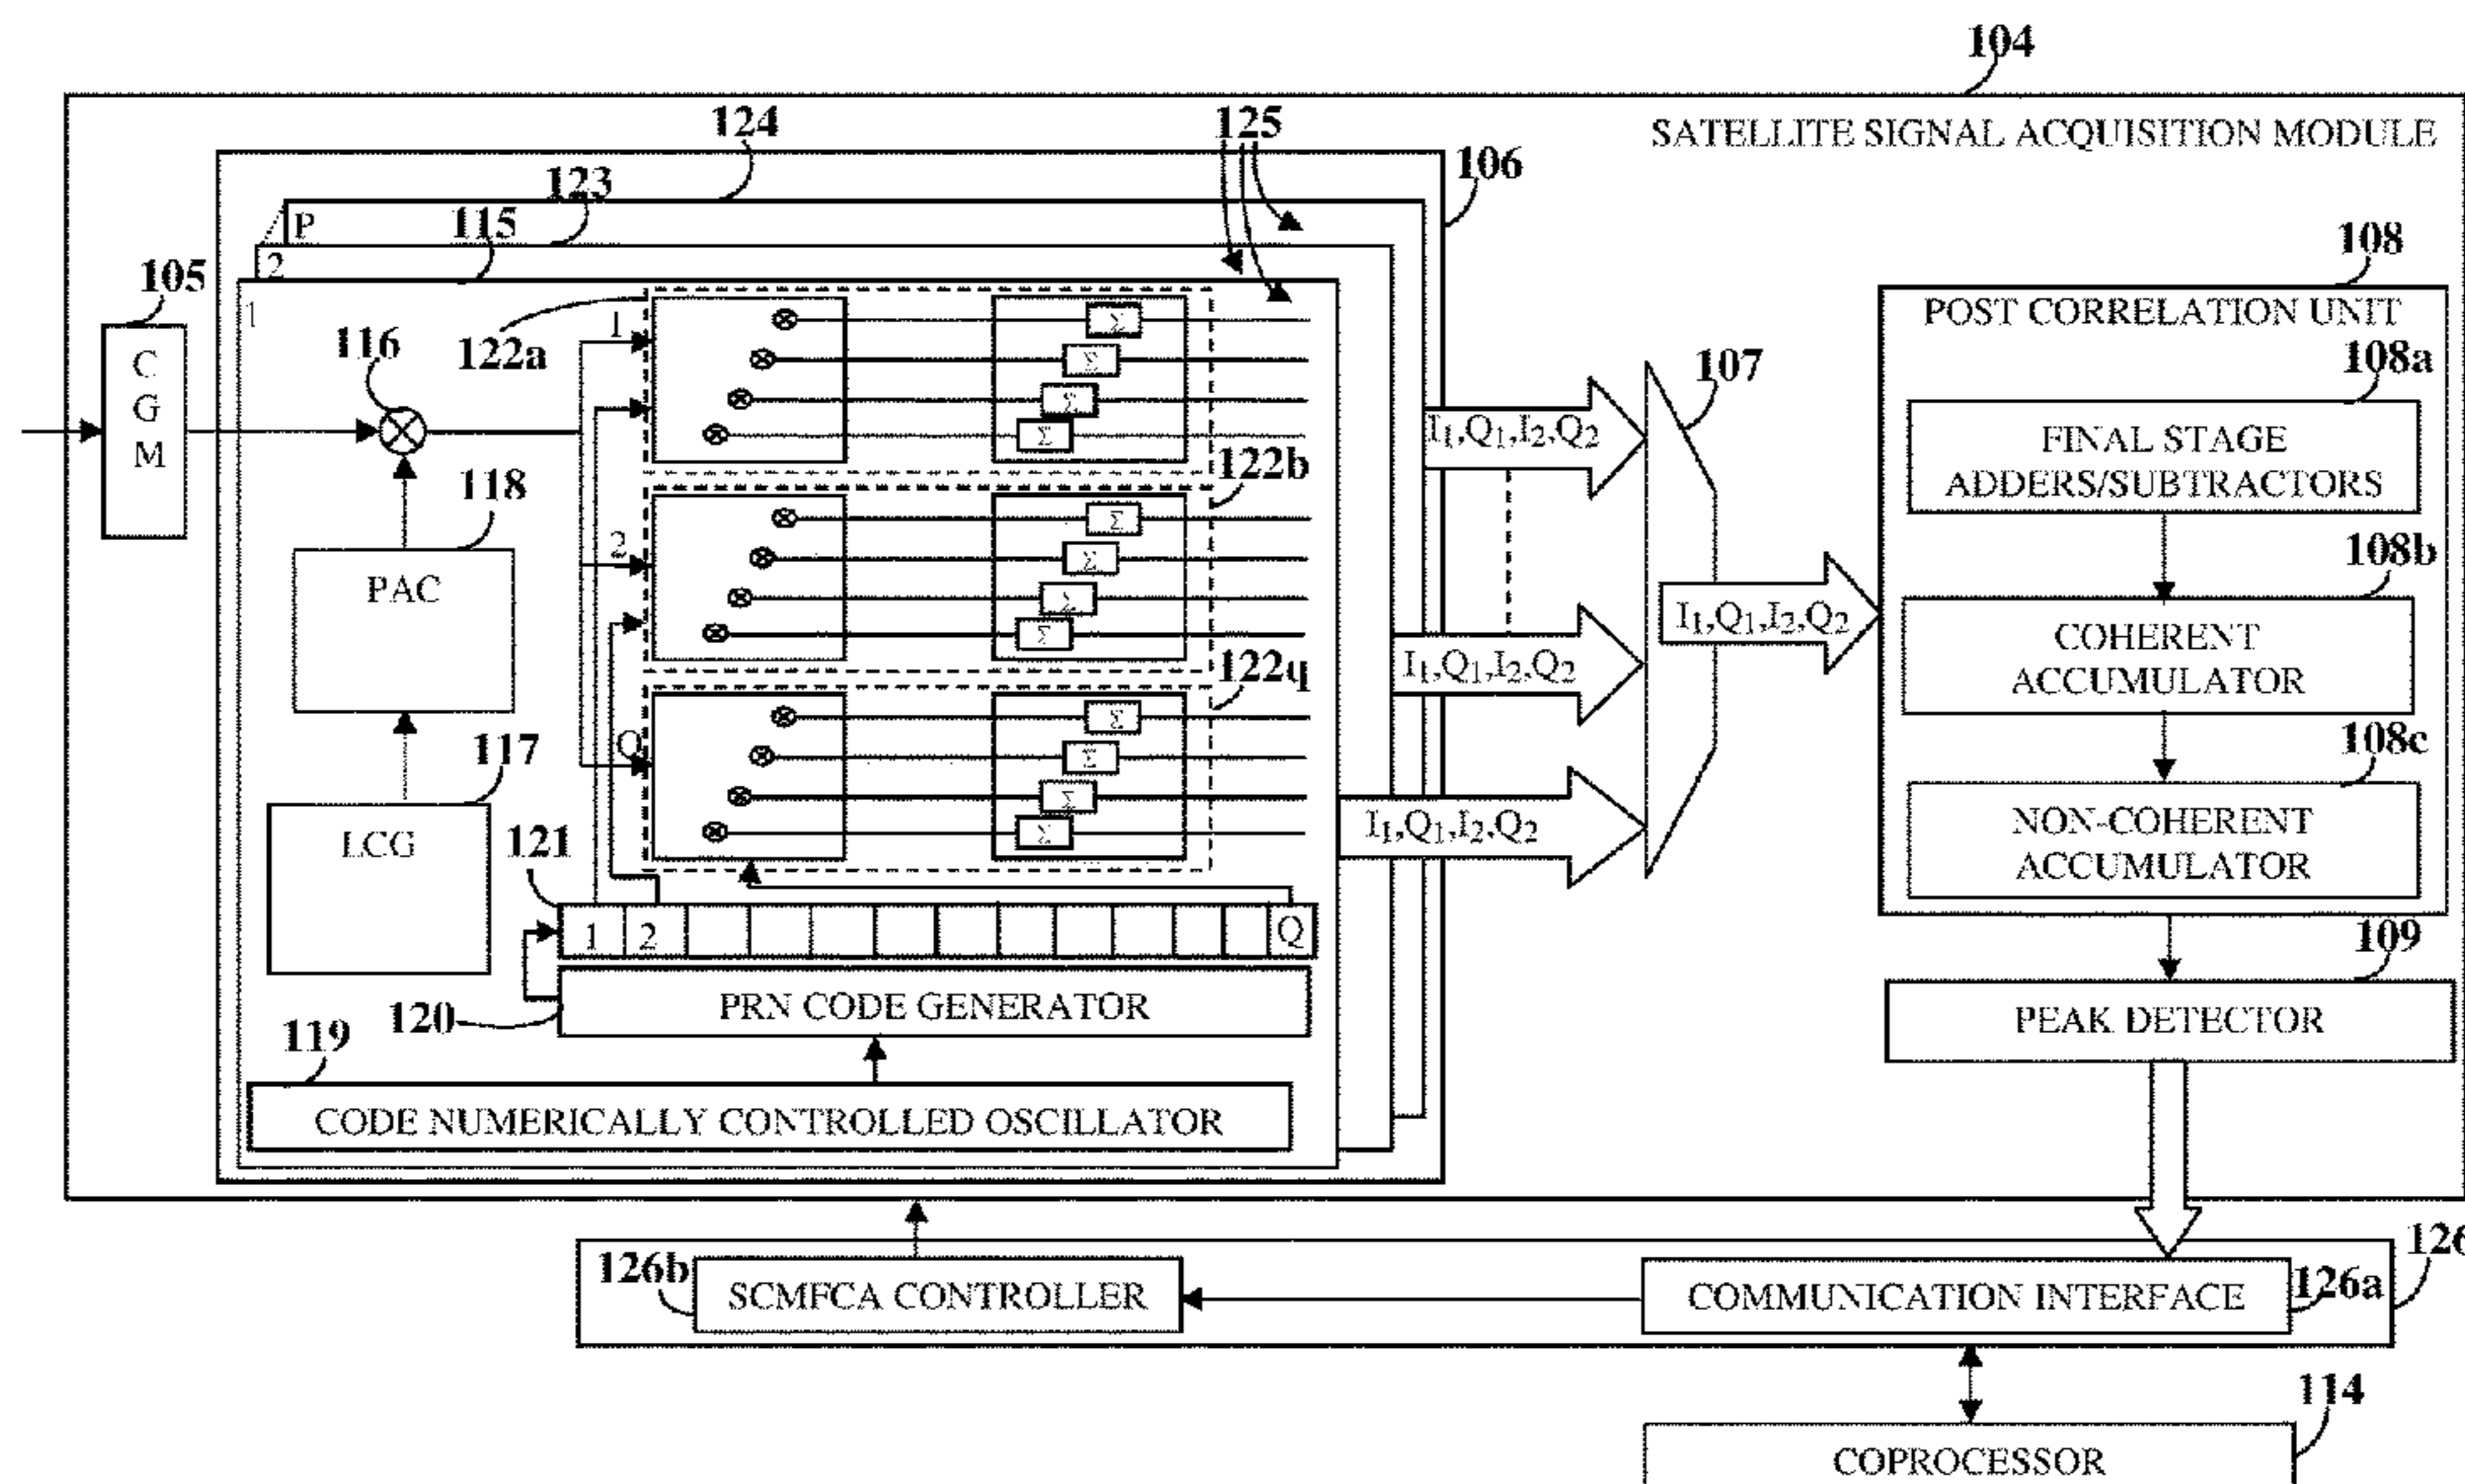 104
SATELLITE SIGNAL ACQUISITION MODULE
124
125
106
123
P
115
2
1
105
C
G
M
116
122a
1
Σ
Σ
Σ
Σ
108
POST CORRELATION UNIT
108a
FINAL STAGE
ADDERS/SUBTRACTORS
107
I1,Q1,I2,Q2
122b
118
PAC
2
Σ
Σ
Σ
Σ
I1,Q1,I2,Q2
I1,Q1,I2,Q2
108b
COHERENT
ACCUMULATOR
122q
117
LCG
Q
Σ
Σ
Σ
Σ
I1,Q1,I2,Q2
108c
NON-COHERENT
ACCUMULATOR
121
1 2 Q
109
PEAK DETECTOR
120
PRN CODE GENERATOR
119
CODE NUMERICALLY CONTROLLED OSCILLATOR
126
126b
SCMFCA CONTROLLER
COMMUNICATION INTERFACE
126a
114
COPROCESSOR